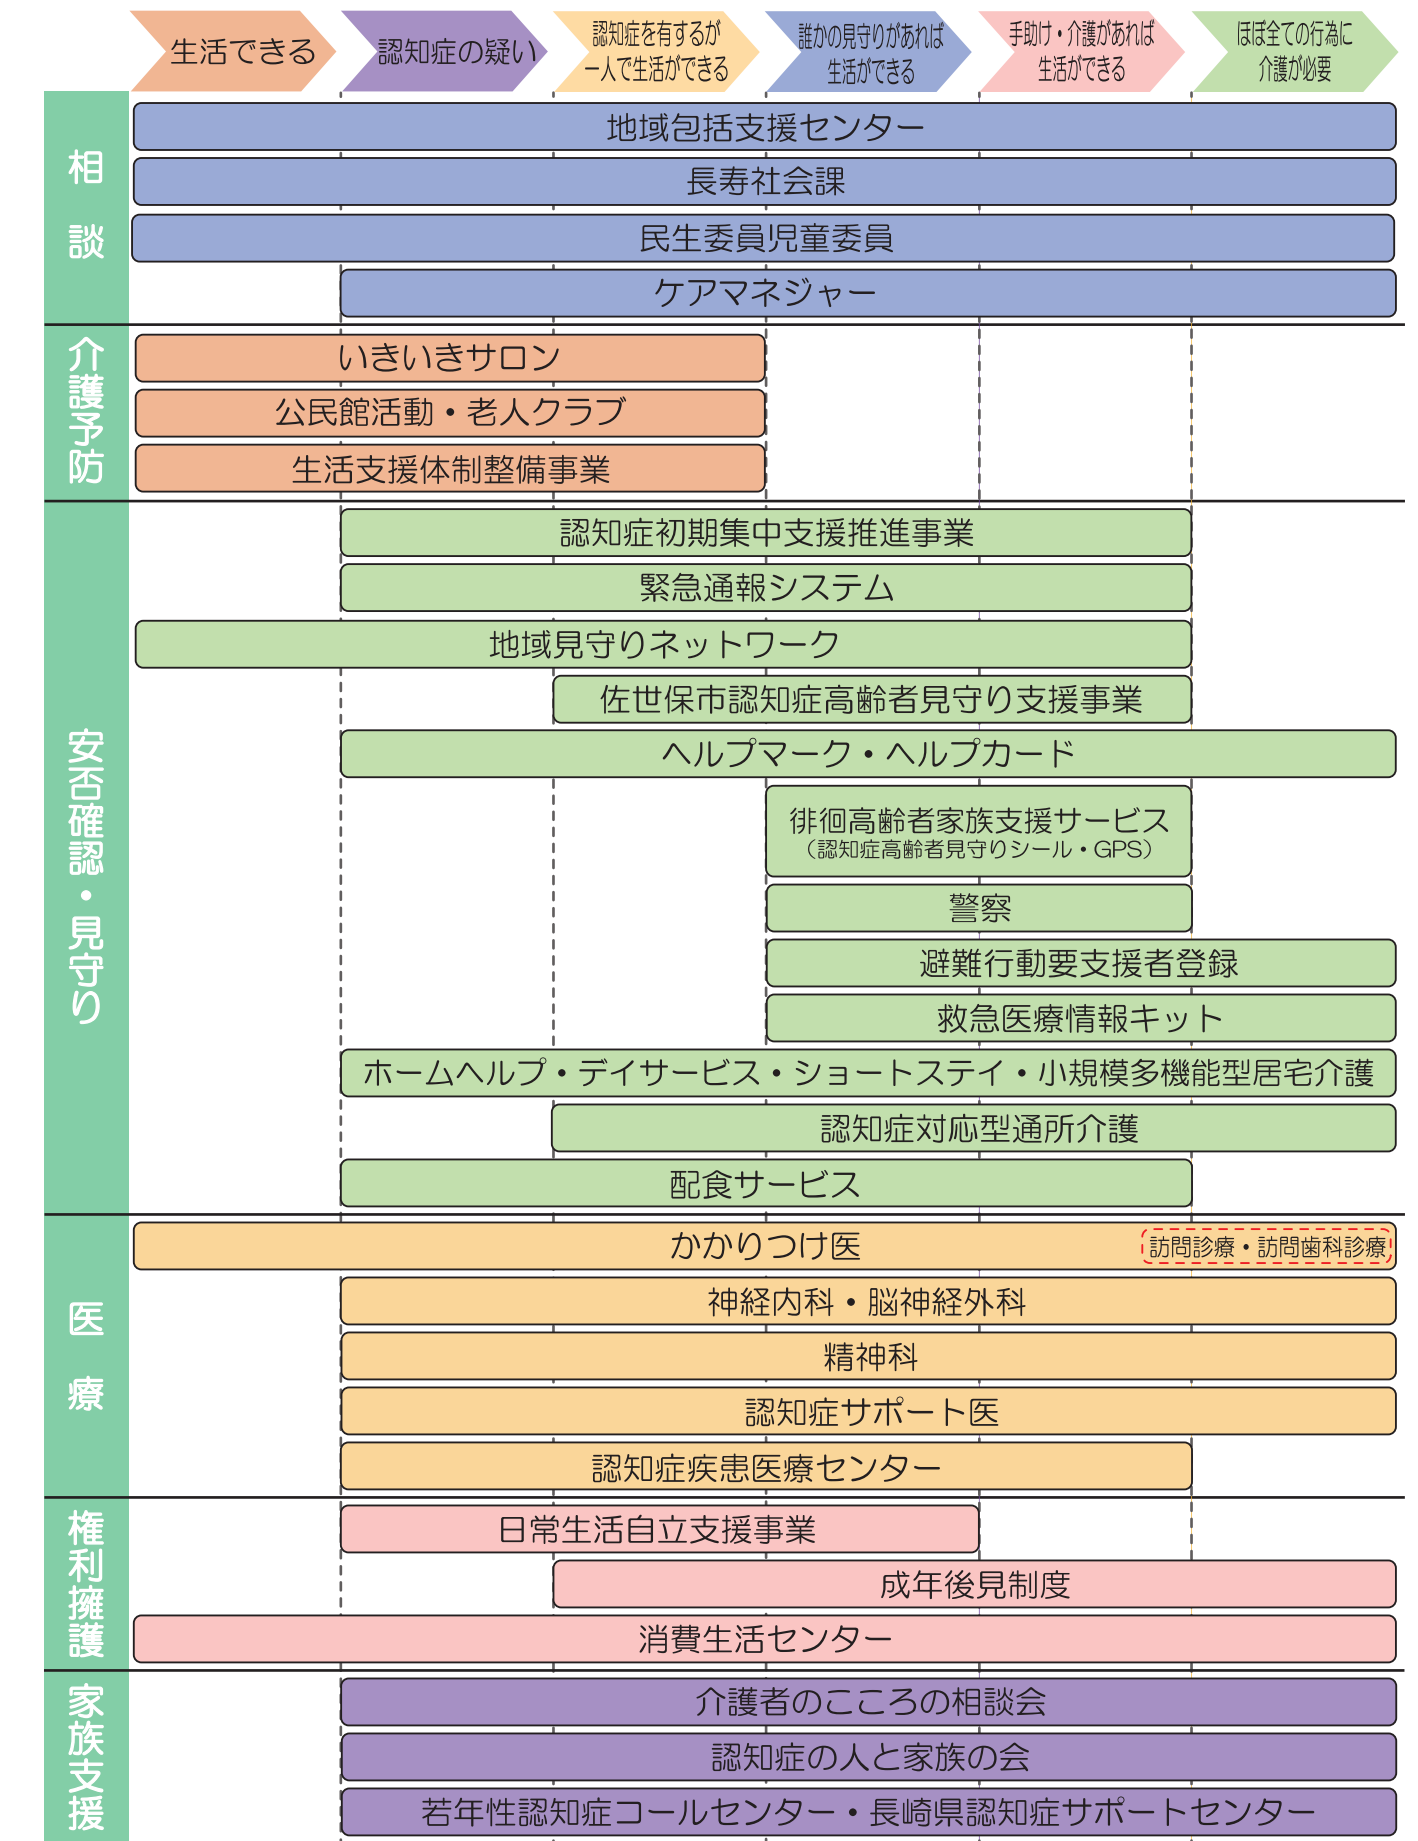 生活できる
認知症の疑い
認知症を有するが
一人で生活ができる
誰かの見守りがあれば
生活ができる
手助け・介護があれば
生活ができる
ほぼ全ての行為に
介護が必要
相談
地域包括支援センター
長寿社会課
民生委員児童委員
ケアマネジャー
介護予防
いきいきサロン
公民館活動・老人クラブ
生活支援体制整備事業
安否確認・見守り
認知症初期集中支援推進事業
緊急通報システム
地域見守りネットワーク
佐世保市認知症高齢者見守り支援事業
ヘルプマーク・ヘルプカード
徘徊高齢者家族支援サービス
（認知症高齢者見守りシール・GPS）
警察
避難行動要支援者登録
救急医療情報キット
ホームヘルプ・デイサービス・ショートステイ・小規模多機能型居宅介護
認知症対応型通所介護
配食サービス
医療
かかりつけ医
訪問診療・訪問歯科診療
神経内科・脳神経外科
精神科
認知症サポート医
認知症疾患医療センター
権利擁護
日常生活自立支援事業
成年後見制度
消費生活センター
家族支援
介護者のこころの相談会
認知症の人と家族の会
若年性認知症コールセンター・長崎県認知症サポートセンター